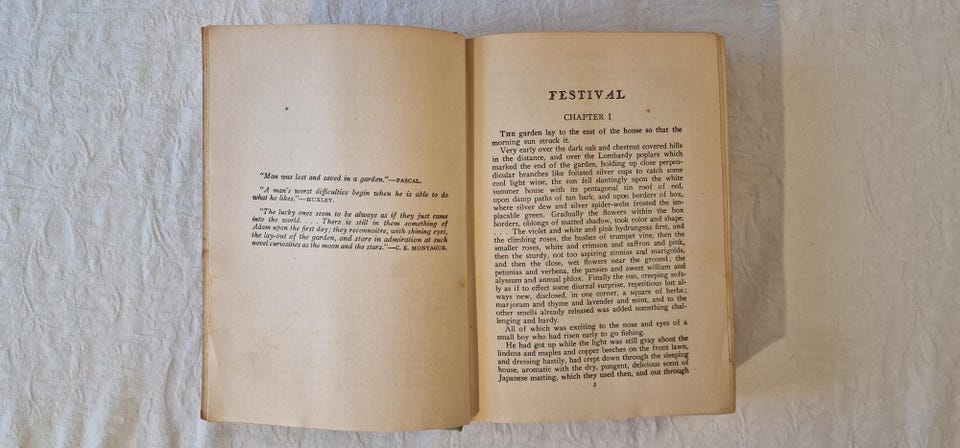 "Man was lost and saved in a garden."—PASCAL.
"A man's worst difficulties begin when he is able to do
what he likes."—HUXLEY.
"The lucky ones seem to be always as if they just came
into the world. . . . There is still in them something of
Adam upon the first day; they reconnoitre, with shining eyes,
the lay-out of the garden, and stare in admiration at such
novel curiosities as the moon and the stars."—C. E. MONTAGUE.
FESTIVAL
CHAPTER I
THE garden lay to the east of the house so that the
morning sun struck it.
Very early over the dark oak and chestnut covered hills
in the distance, and over the Lombardy poplars which
marked the end of the garden, holding up close perpen-
dicular branches like foliated silver cups to catch some
cool light wine, the sun fell slantingly upon the white
summer house with its pentagonal tin roof of red,
upon damp paths of tan bark, and upon borders of box,
where silver dew and silver spider-webs frosted the im-
placable green. Gradually the flowers within the box
borders, oblongs of matted shadow, took color and shape.
. . . The violet and white and pink hydrangeas first, and
the climbing roses, the bushes of trumpet vine, then the
smaller roses, white and crimson and saffron and pink,
then the sturdy, not too aspiring zinnias and marigolds,
and then the close, wet flowers near the ground; the
petunias and verbena, the pansies and sweet william and
alyssum and annual phlox. Finally the sun, creeping soft-
ly as if to effect some diurnal surprise, repetitious but al-
ways new, disclosed, in one corner, a square of herbs;
marjoram and thyme and lavender and mint, and to the
other smells already released was added something chal-
lenging and hardy.
All of which was exciting to the nose and eyes of a
small boy who had risen early to go fishing.
He had got up while the light was still gray about the
lindens and maples and copper beeches on the front lawn,
and dressing hastily, had crept down through the sleeping
house, aromatic with the dry, pungent, delicious scent of
Japanese matting, which they used then, and out through
3